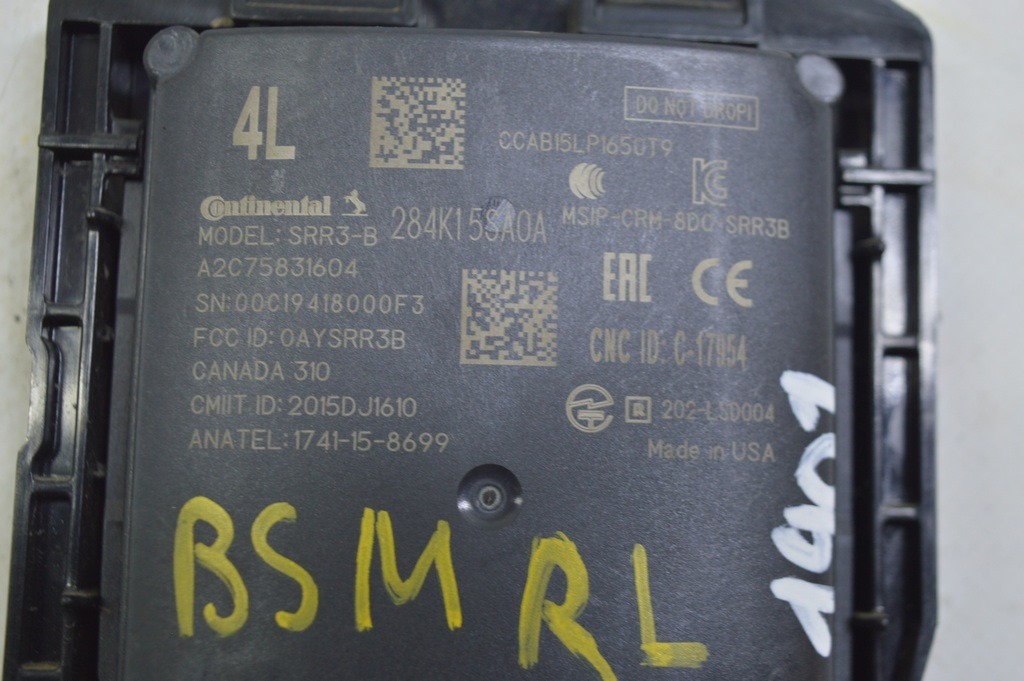 4L
DO NOT DROP!
CCAB15LP1650T9
Continental
MODEL: SRR3-B
284K1 5SA0A
MSIP-CRM-8DC-SRR3B
A2C75831604
EAC CE
SN:00C19418000F3
FCC ID: OAYSRR3B
CNC ID: C-17954
CANADA 310
CMIIT ID: 2015DJ1610
R 202-LSD004
ANATEL: 1741-15-8699
Made in USA
BSM RL